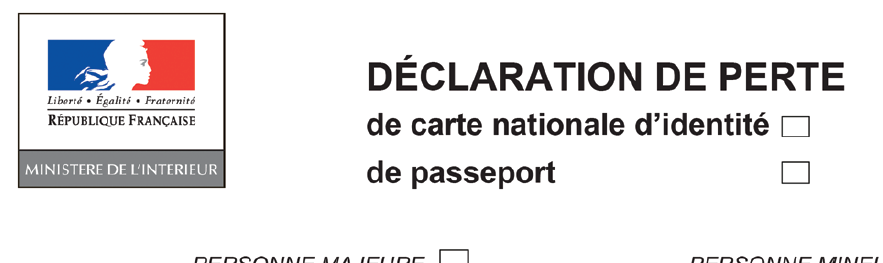 Liberté • Égalité • Fraternité
RÉPUBLIQUE FRANÇAISE
MINISTERE DE L'INTERIEUR
DÉCLARATION DE PERTE
de carte nationale d'identité
de passeport
PERSONNE MAJEURE
PERSONNE